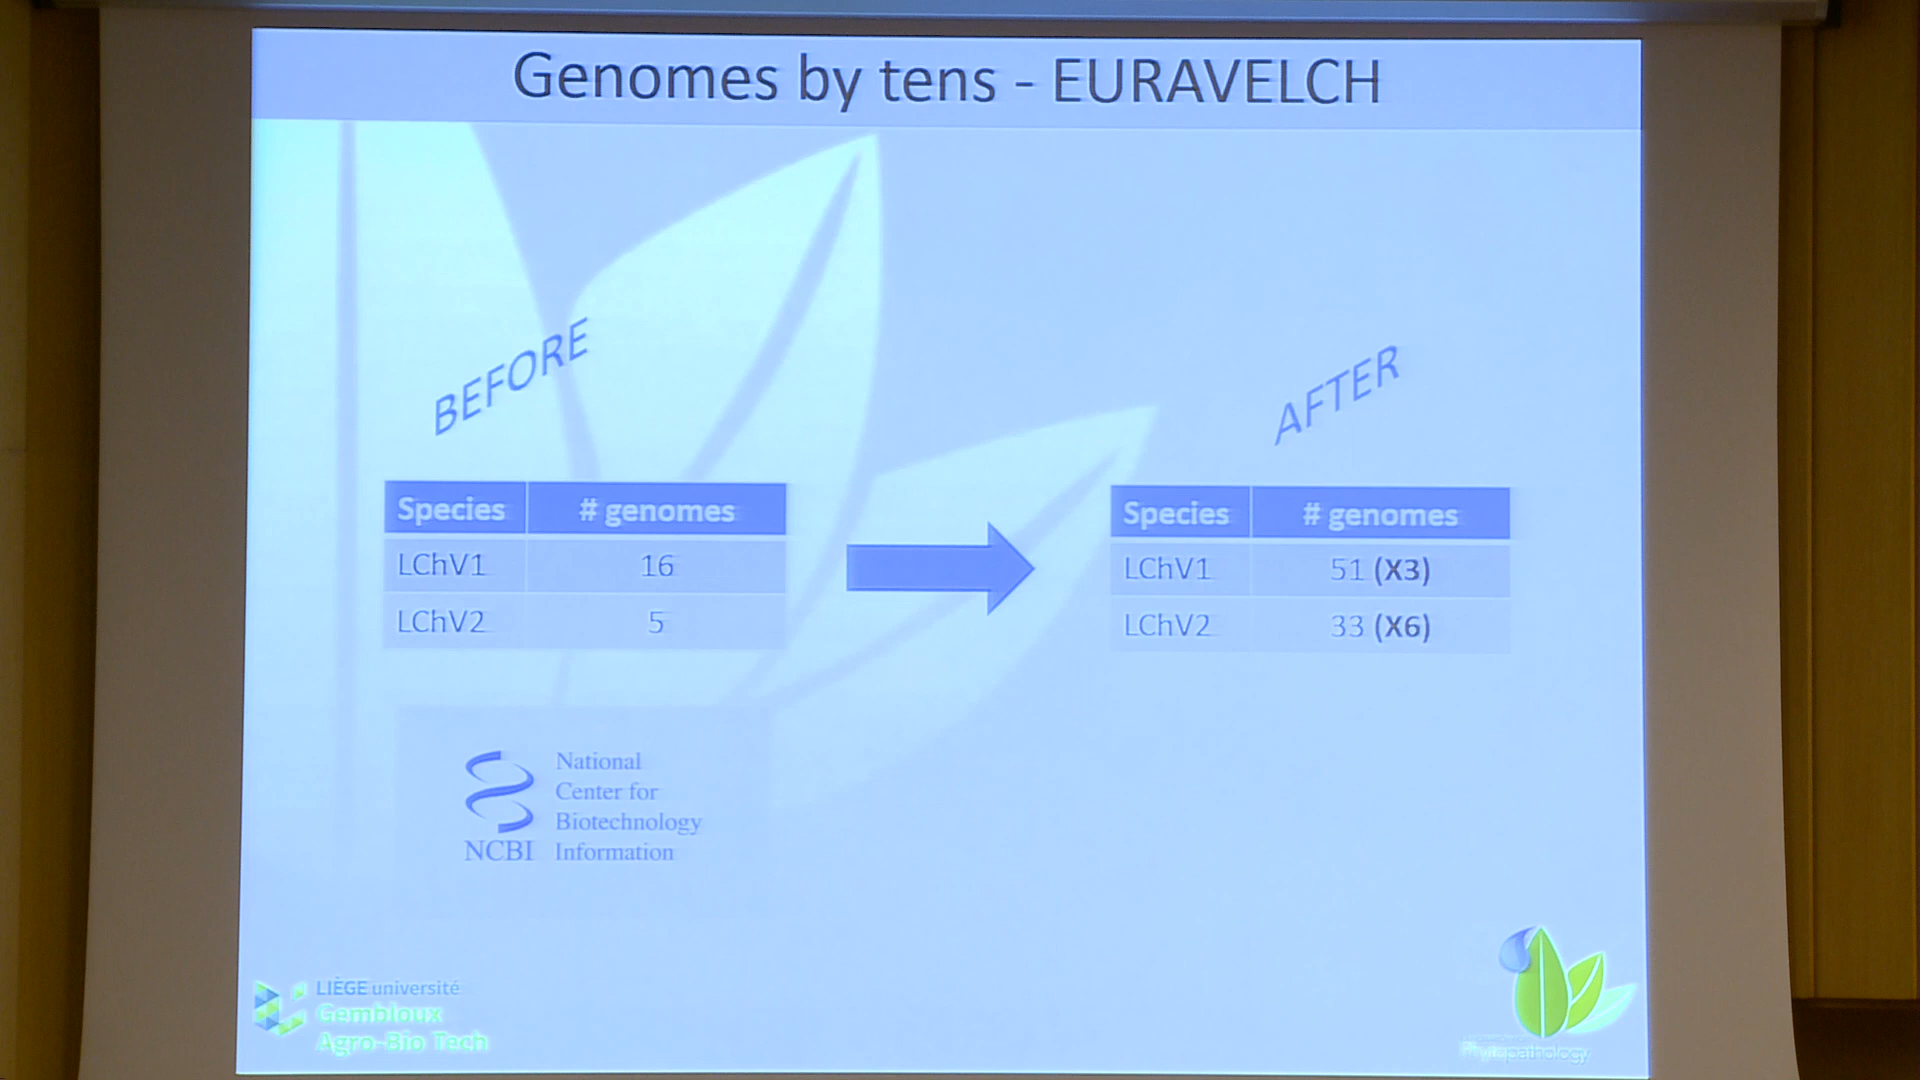 Genomes by tens - EURAVELCH
BEFORE
AFTER
Species # genomes
LChV1 16
LChV2 5
Species # genomes
LChV1 51 (X3)
LChV2 33 (X6)
National
Center for
Biotechnology
NCBI Information
LIÈGE université
Gembloux
Agro-Bio Tech
Phytopathology